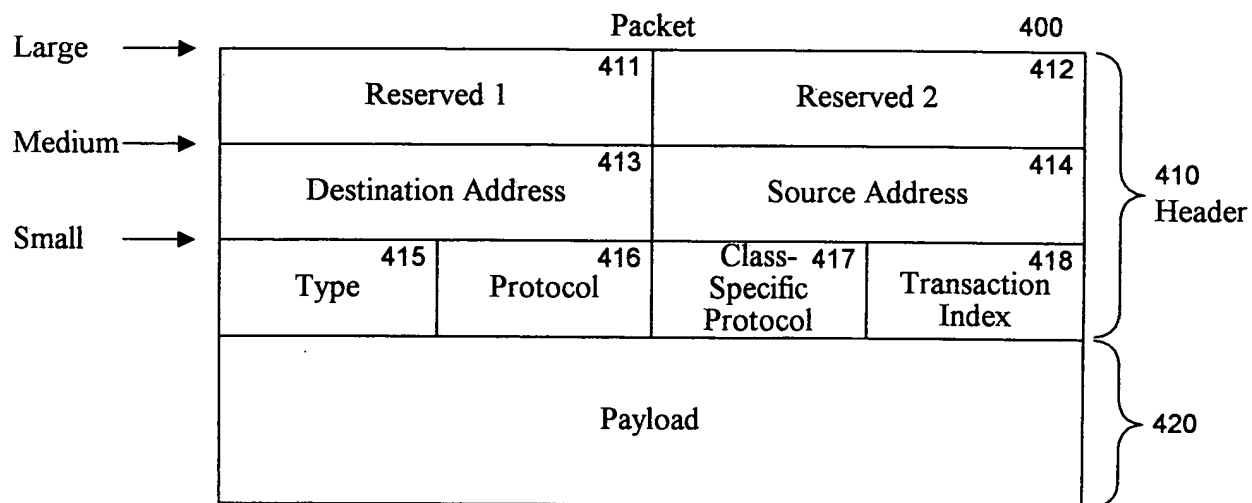 Packet 400
Large
411 412
Reserved 1 Reserved 2
Medium
413 414
Destination Address Source Address
410
Header
Small
415 416 Class- 417 418
Type Protocol Specific Transaction
Protocol Index
Payload 420